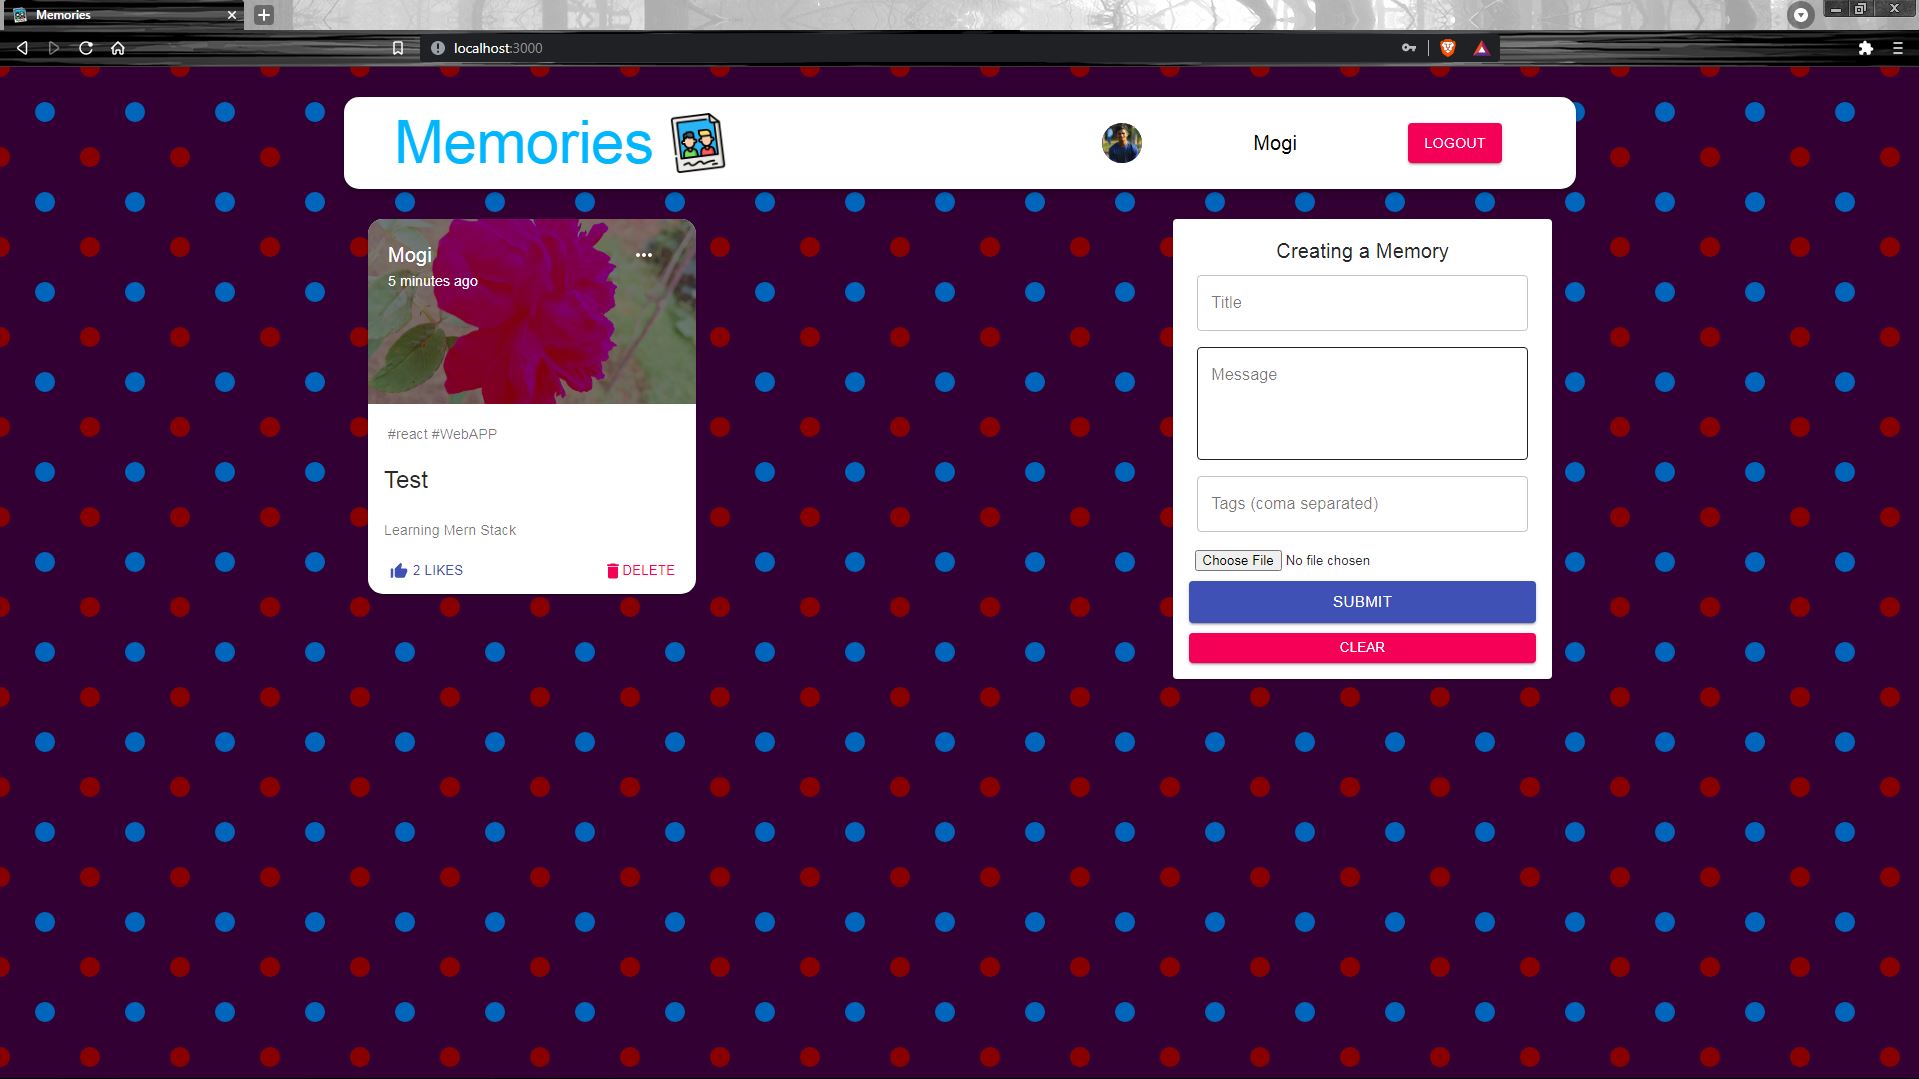 Memories
localhost:3000
Memories
Mogi
LOGOUT
Mogi
5 minutes ago
#react #WebAPP
Test
Learning Mern Stack
2 LIKES
DELETE
Creating a Memory
Title
Message
Tags (coma separated)
Choose File No file chosen
SUBMIT
CLEAR